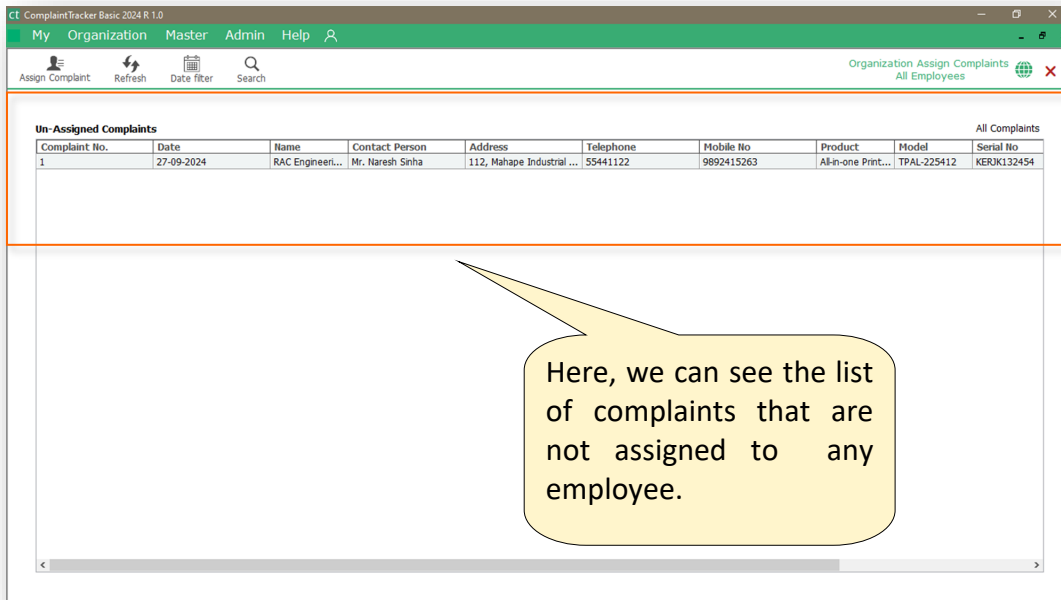 ct ComplaintTracker Basic 2024 R 1.0
My Organization Master Admin Help
Assign Complaint Refresh Date filter Search
Organization Assign Complaints
All Employees
Un-Assigned Complaints All Complaints
Complaint No. Date Name Contact Person Address Telephone Mobile No Product Model Serial No
1 27-09-2024 RAC Engineeri... Mr. Naresh Sinha 112, Mahape Industrial ... 55441122 9892415263 All-in-one Print... TPAL-225412 KERJK132454
Here, we can see the list
of complaints that are
not assigned to any
employee.